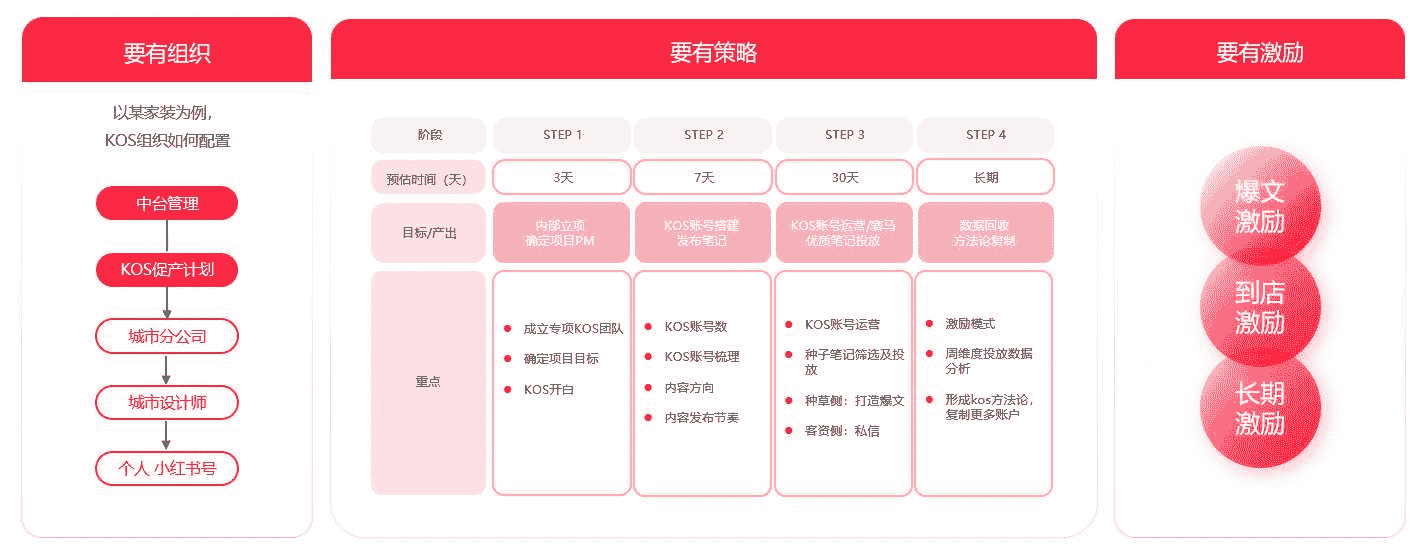 要有组织
以某家装为例，
KOS组织如何配置
中台管理
KOS促产计划
城市分公司
城市设计师
个人 小红书号
要有策略
阶段 STEP 1 STEP 2 STEP 3 STEP 4
预估时间（天） 3天 7天 30天 长期
目标/产出
内部立项
确定项目PM
KOS账号搭建
发布笔记
KOS账号运营/赛马
优质笔记投放
数据回收
方法论复制
重点
成立专项KOS团队
确定项目目标
KOS开白
KOS账号数
KOS账号梳理
内容方向
内容发布节奏
KOS账号运营
种子笔记筛选及投
放
种草侧：打造爆文
客资侧：私信
激励模式
周维度投放数据
分析
形成kos方法论，
复制更多账户
要有激励
爆文
激励
到店
激励
长期
激励